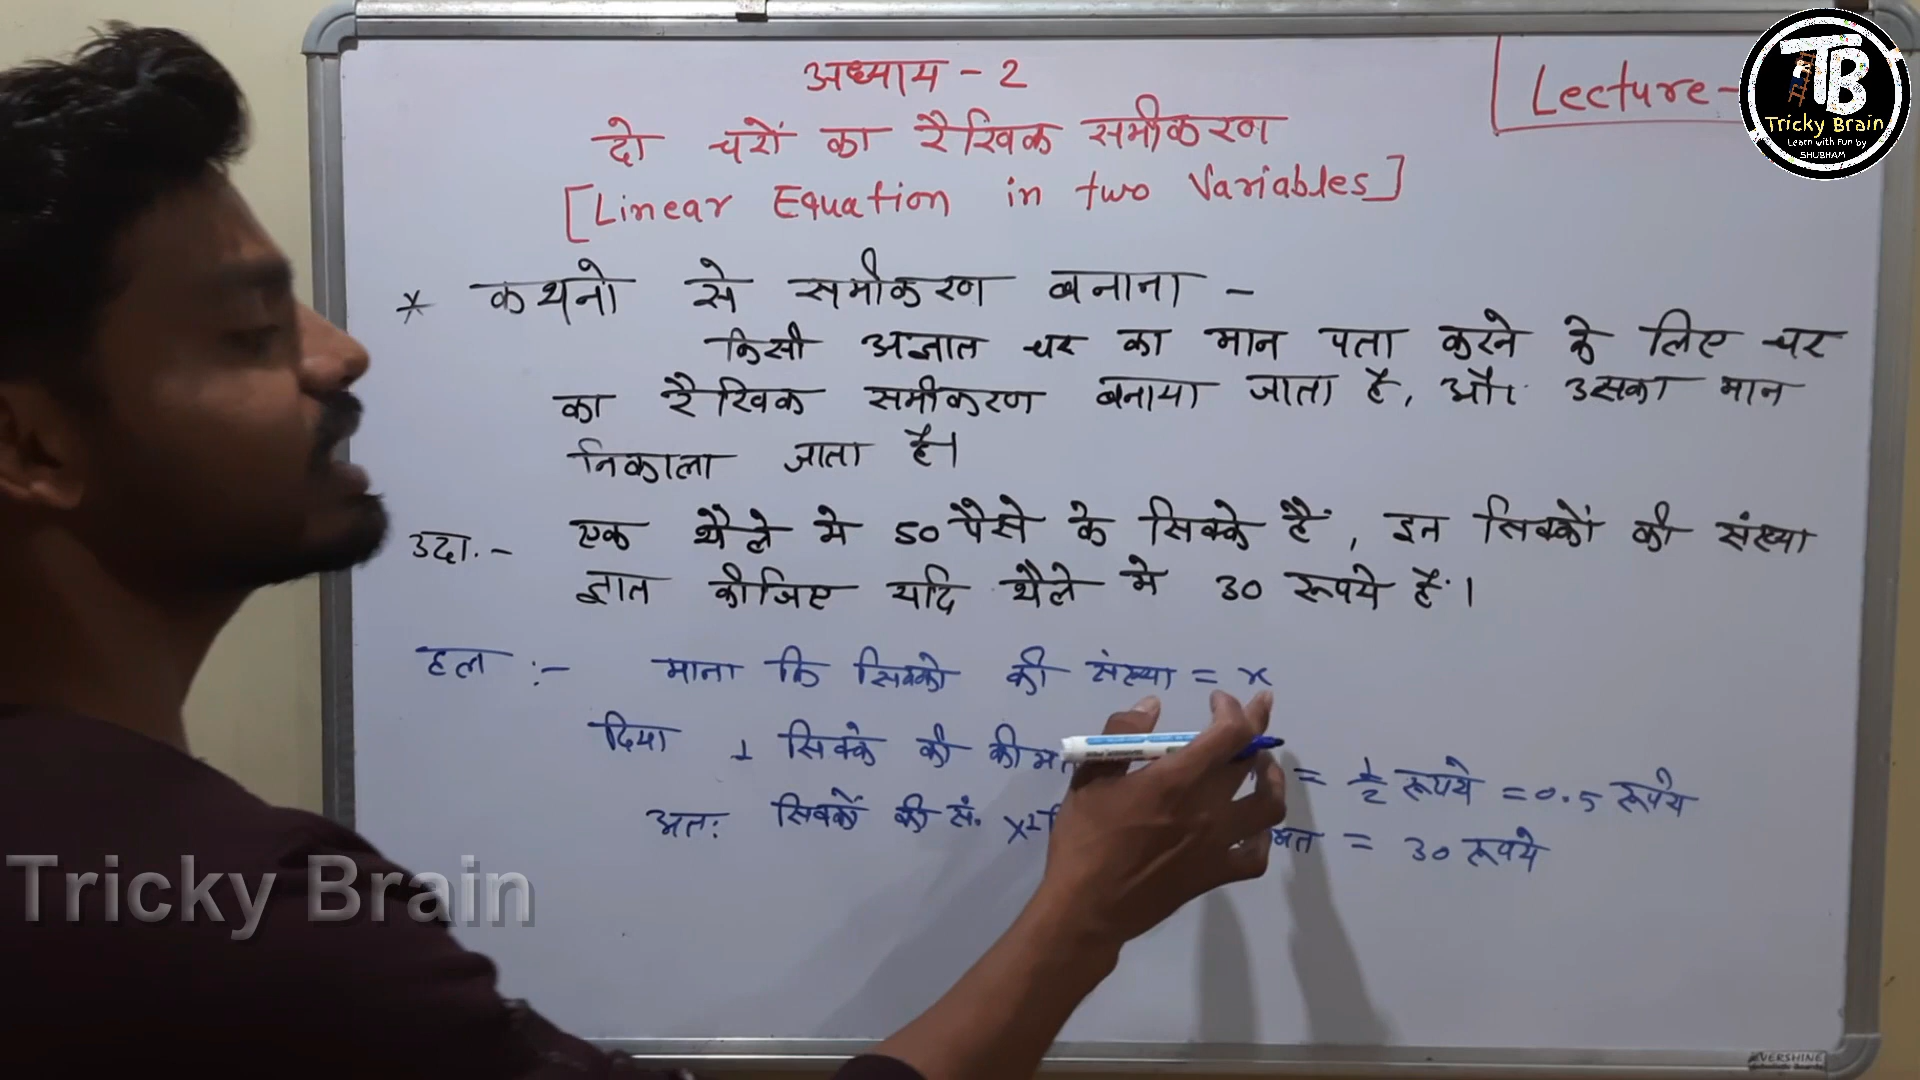 अध्याय - 2
Lecture-
TB
Tricky Brain
Learn with Fun by
SHUBHAM
दो चरों का रैखिक समीकरण
[Linear Equation in two Variables]
* कथनो से समीकरण बनाना -
किसी अज्ञात चर का मान पता करने के लिए चर
का रैखिक समीकरण बनाया जाता है, और उसका मान
निकाला जाता है।
उदा.- एक थैले मे 50 पैसे के सिक्के हैं, इन सिक्कों की संख्या
ज्ञात कीजिए यदि थैले मे 30 रूपये हैं।
हल :- माना कि सिक्को की संख्या = x
दिया 1 सिक्के की = 1/2 रूपये = 0.5 रूपये
अतः सिक्कों की सं. x = 30 रूपये
Tricky Brain
EVERSHINE